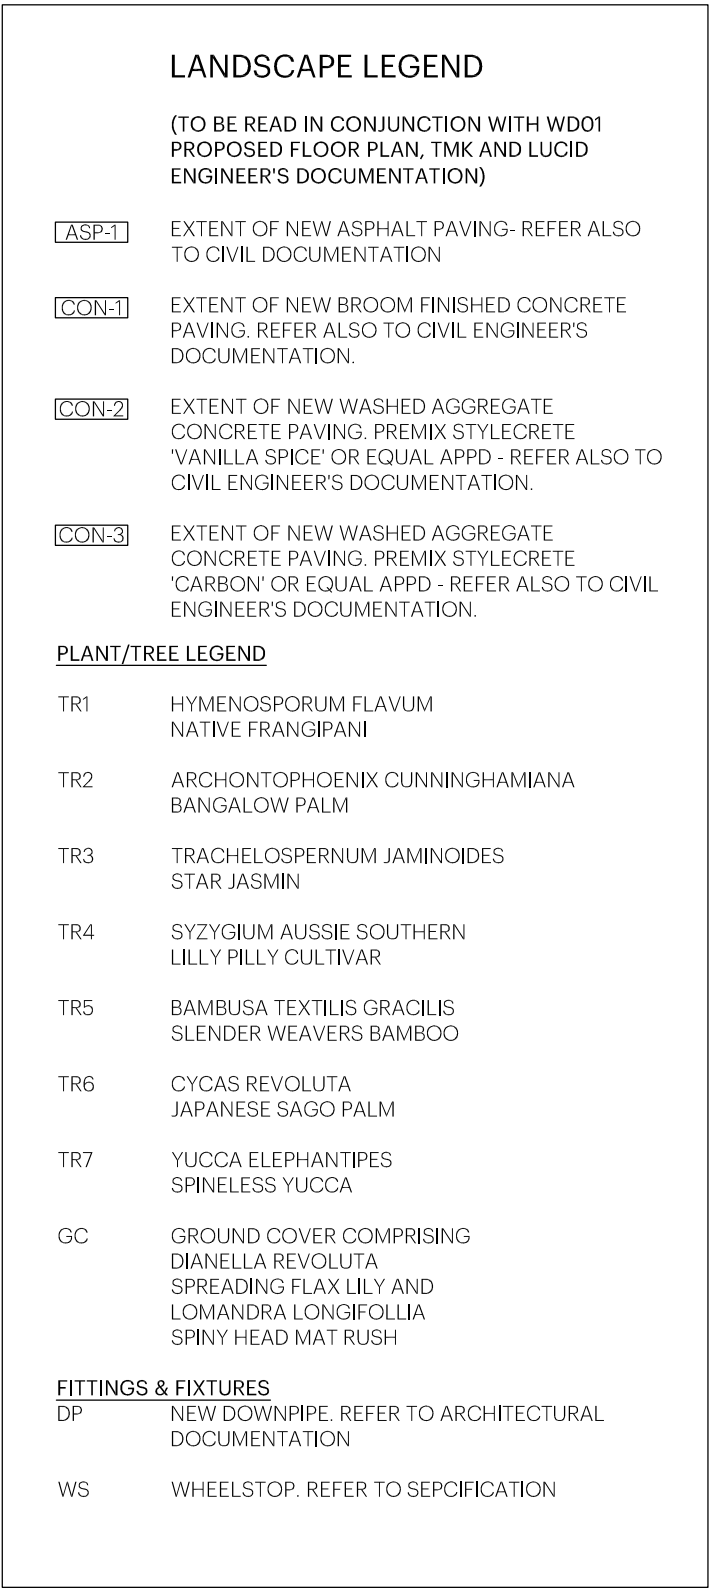 LANDSCAPE LEGEND
(TO BE READ IN CONJUNCTION WITH WD01
PROPOSED FLOOR PLAN, TMK AND LUCID
ENGINEER'S DOCUMENTATION)
ASP-1 EXTENT OF NEW ASPHALT PAVING- REFER ALSO
TO CIVIL DOCUMENTATION
CON-1 EXTENT OF NEW BROOM FINISHED CONCRETE
PAVING. REFER ALSO TO CIVIL ENGINEER'S
DOCUMENTATION.
CON-2 EXTENT OF NEW WASHED AGGREGATE
CONCRETE PAVING. PREMIX STYLECRETE
'VANILLA SPICE' OR EQUAL APPD - REFER ALSO TO
CIVIL ENGINEER'S DOCUMENTATION.
CON-3 EXTENT OF NEW WASHED AGGREGATE
CONCRETE PAVING. PREMIX STYLECRETE
'CARBON' OR EQUAL APPD - REFER ALSO TO CIVIL
ENGINEER'S DOCUMENTATION.
PLANT/TREE LEGEND
TR1 HYMENOSPORUM FLAVUM
NATIVE FRANGIPANI
TR2 ARCHONTOPHOENIX CUNNINGHAMIANA
BANGALOW PALM
TR3 TRACHELOSPERNUM JAMINOIDES
STAR JASMIN
TR4 SYZYGIUM AUSSIE SOUTHERN
LILLY PILLY CULTIVAR
TR5 BAMBUSA TEXTILIS GRACILIS
SLENDER WEAVERS BAMBOO
TR6 CYCAS REVOLUTA
JAPANESE SAGO PALM
TR7 YUCCA ELEPHANTIPES
SPINELESS YUCCA
GC GROUND COVER COMPRISING
DIANELLA REVOLUTA
SPREADING FLAX LILY AND
LOMANDRA LONGIFOLLIA
SPINY HEAD MAT RUSH
FITTINGS & FIXTURES
DP NEW DOWNPIPE. REFER TO ARCHITECTURAL
DOCUMENTATION
WS WHEELSTOP. REFER TO SEPCIFICATION